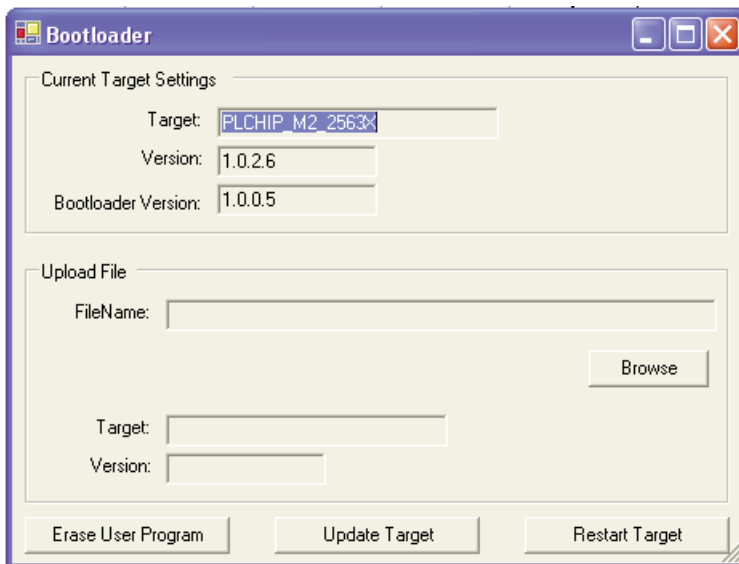 Bootloader
Current Target Settings
Target: PLCHIP_M2_2563X
Version: 1.0.2.6
Bootloader Version: 1.0.0.5
Upload File
FileName:
Browse
Target:
Version:
Erase User Program Update Target Restart Target